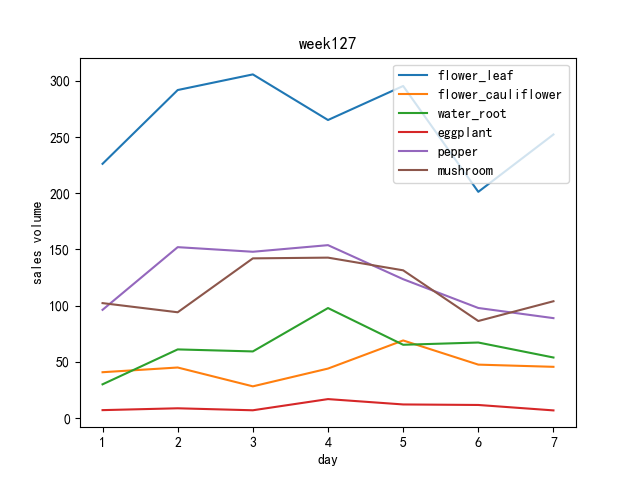 week127
flower_leaf
flower_cauliflower
water_root
eggplant
pepper
mushroom
300
250
200
150
100
50
0
sales volume
1 2 3 4 5 6 7
day